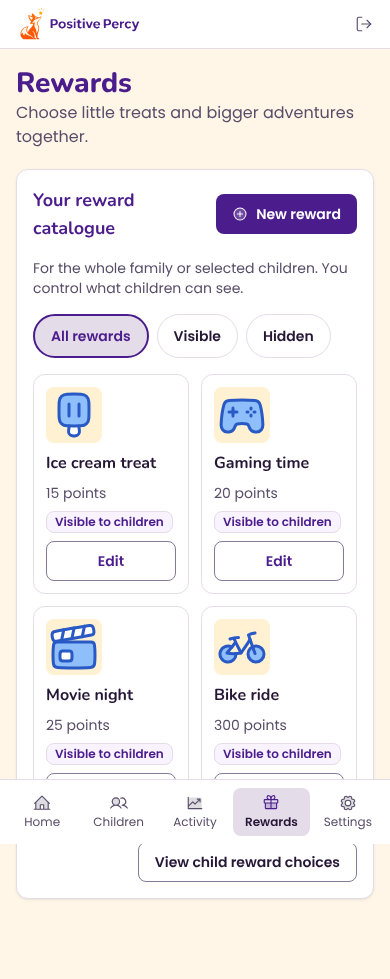 Positive Percy
Rewards
Choose little treats and bigger adventures
together.
Your reward
catalogue
New reward
For the whole family or selected children. You
control what children can see.
All rewards
Visible
Hidden
Ice cream treat
15 points
Visible to children
Edit
Gaming time
20 points
Visible to children
Edit
Movie night
25 points
Visible to children
Bike ride
300 points
Visible to children
Home
Children
Activity
Rewards
Settings
View child reward choices